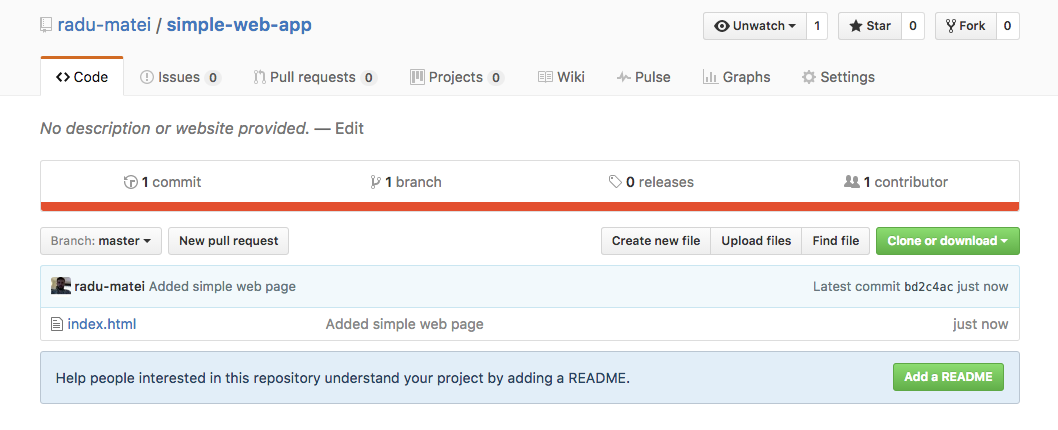 radu-matei / simple-web-app Unwatch 1 Star 0 Fork 0
Code Issues 0 Pull requests 0 Projects 0 Wiki Pulse Graphs Settings
No description or website provided. — Edit
1 commit 1 branch 0 releases 1 contributor
Branch: master New pull request Create new file Upload files Find file Clone or download
radu-matei Added simple web page Latest commit bd2c4ac just now
index.html Added simple web page just now
Help people interested in this repository understand your project by adding a README. Add a README